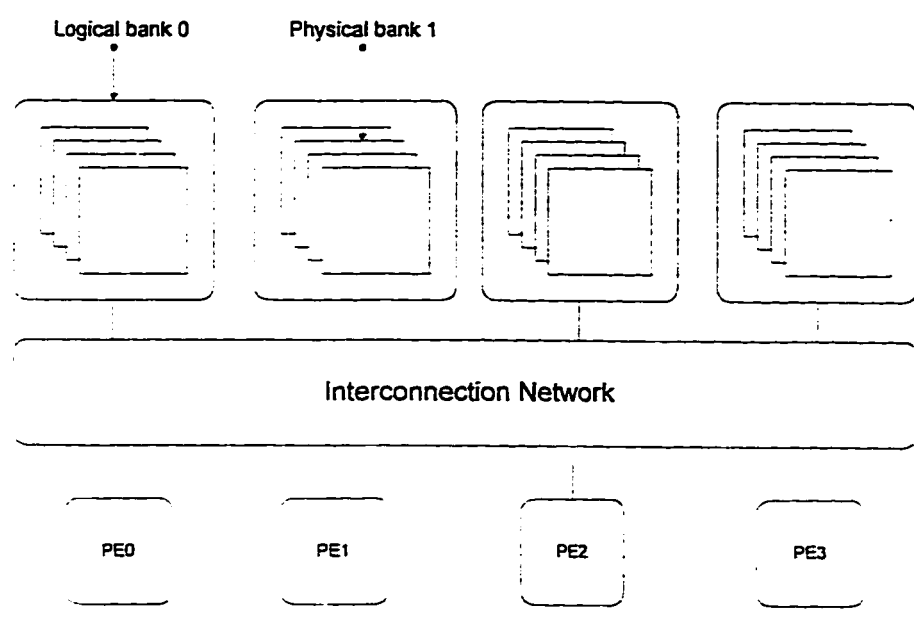 Logical bank 0 Physical bank 1
Interconnection Network
PE0 PE1 PE2 PE3